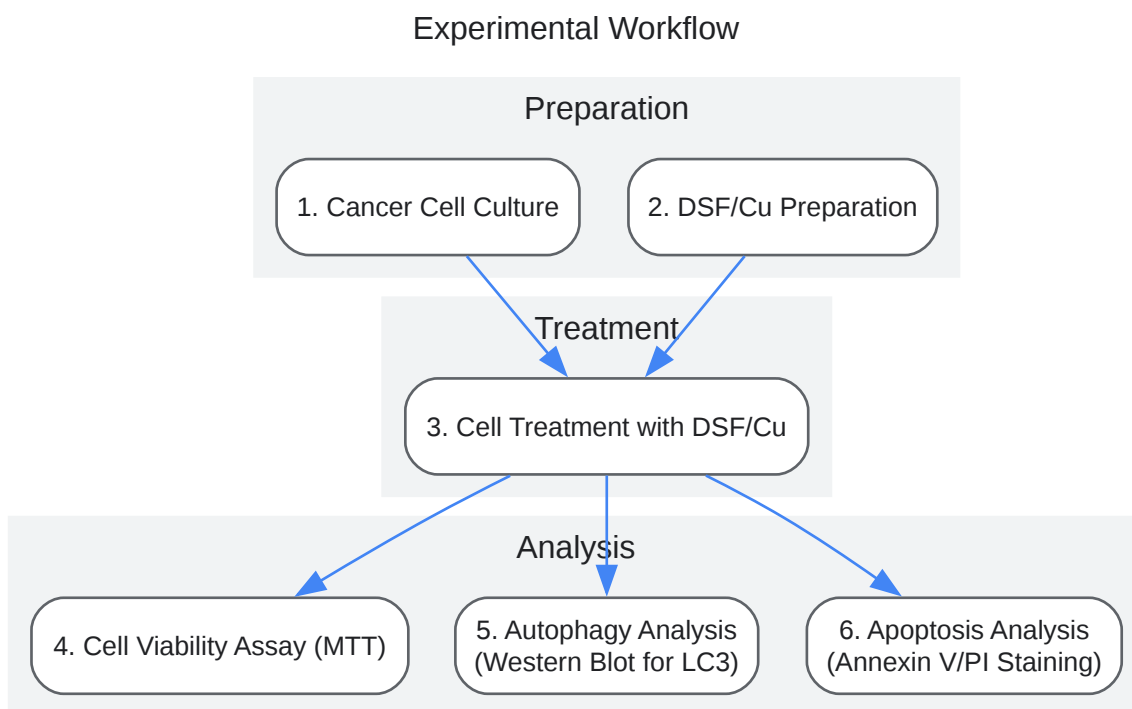 Experimental Workflow
Preparation
1. Cancer Cell Culture
2. DSF/Cu Preparation
Treatment
3. Cell Treatment with DSF/Cu
Analysis
4. Cell Viability Assay (MTT)
5. Autophagy Analysis
(Western Blot for LC3)
6. Apoptosis Analysis
(Annexin V/PI Staining)